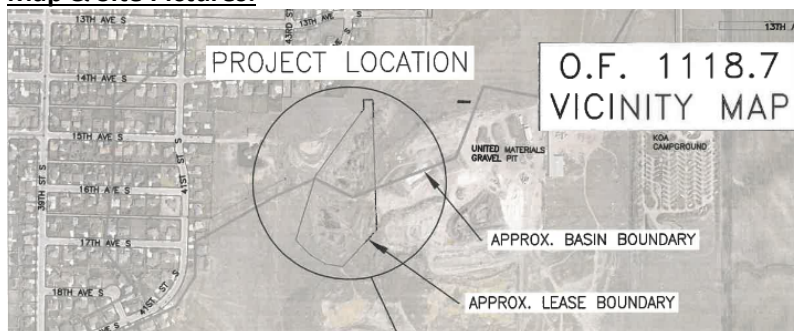 Map & Site Pictures:
13TH AVE S
13TH AVE S
43RD ST S
13TH A
PROJECT LOCATION
O.F. 1118.7
VICINITY MAP
14TH AVE S
15TH AVE S
41ST ST S
UNITED MATERIALS
GRAVEL PIT
KOA
CAMPGROUND
39TH ST S
16TH AVE S
17TH AVE S
APPROX. BASIN BOUNDARY
18TH AVE S
41ST ST S
APPROX. LEASE BOUNDARY